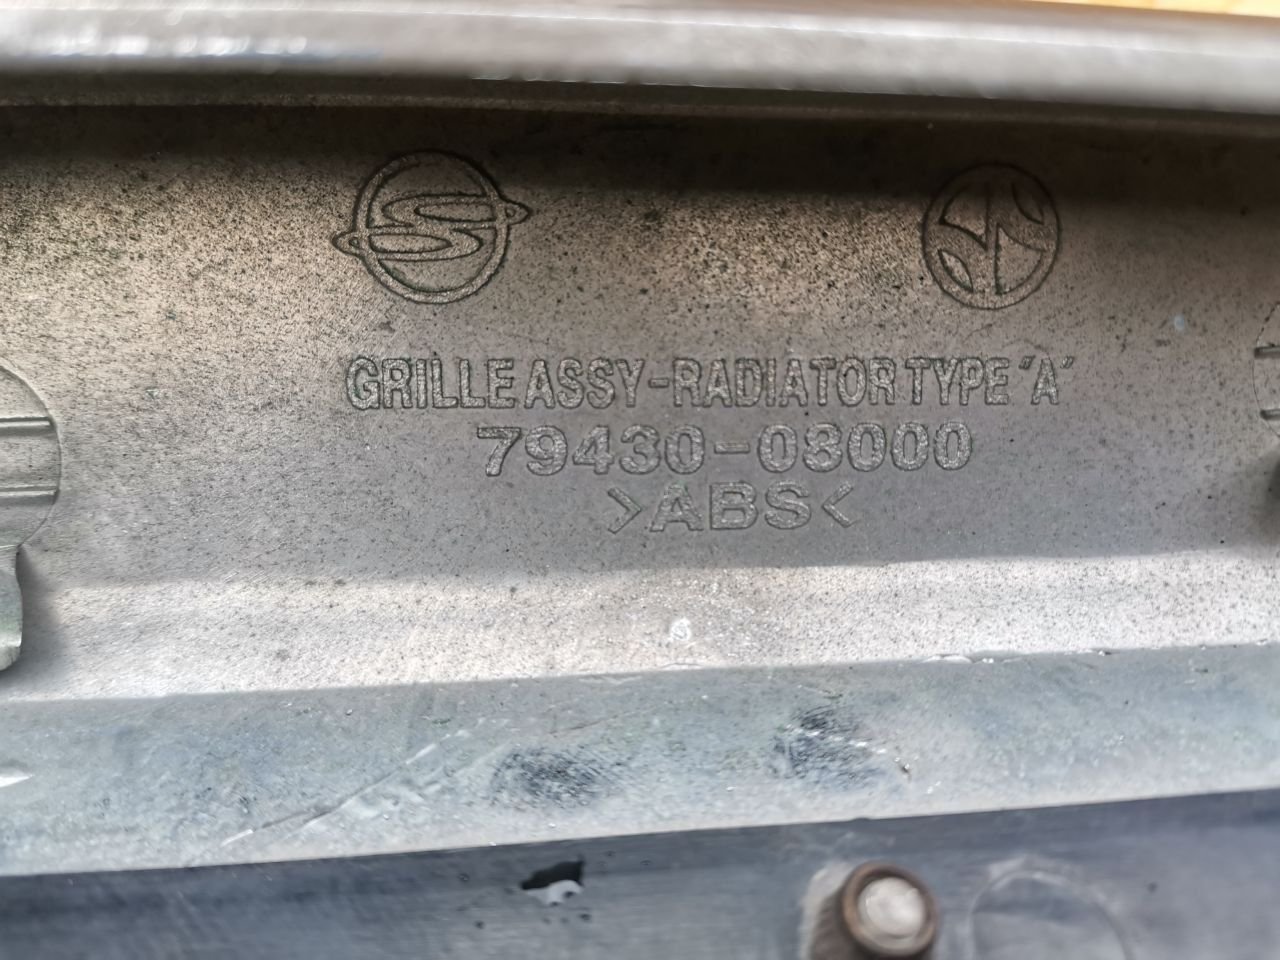 GRILLE ASSY-RADIATOR TYPE "A"
79430-08000
>ABS<